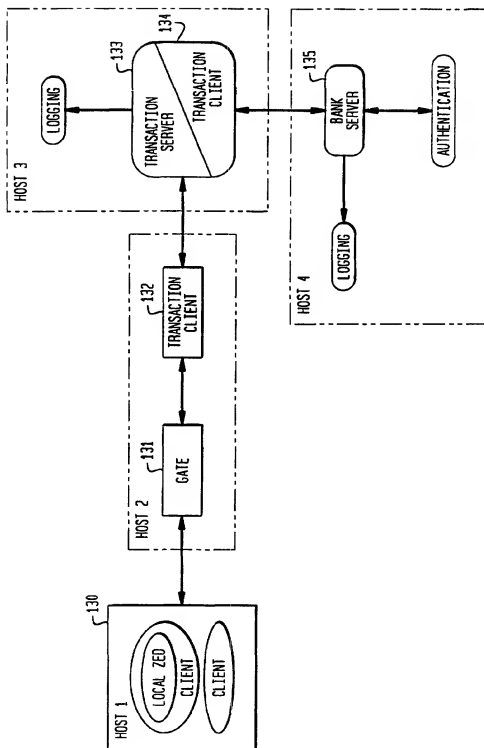 130
HOST 1
LOCAL ZED
CLIENT
CLIENT
HOST 2
131
GATE
132
TRANSACTION
CLIENT
HOST 3
LOGGING
133
134
TRANSACTION
SERVER
TRANSACTION
CLIENT
HOST 4
135
BANK
SERVER
LOGGING
AUTHENTICATION